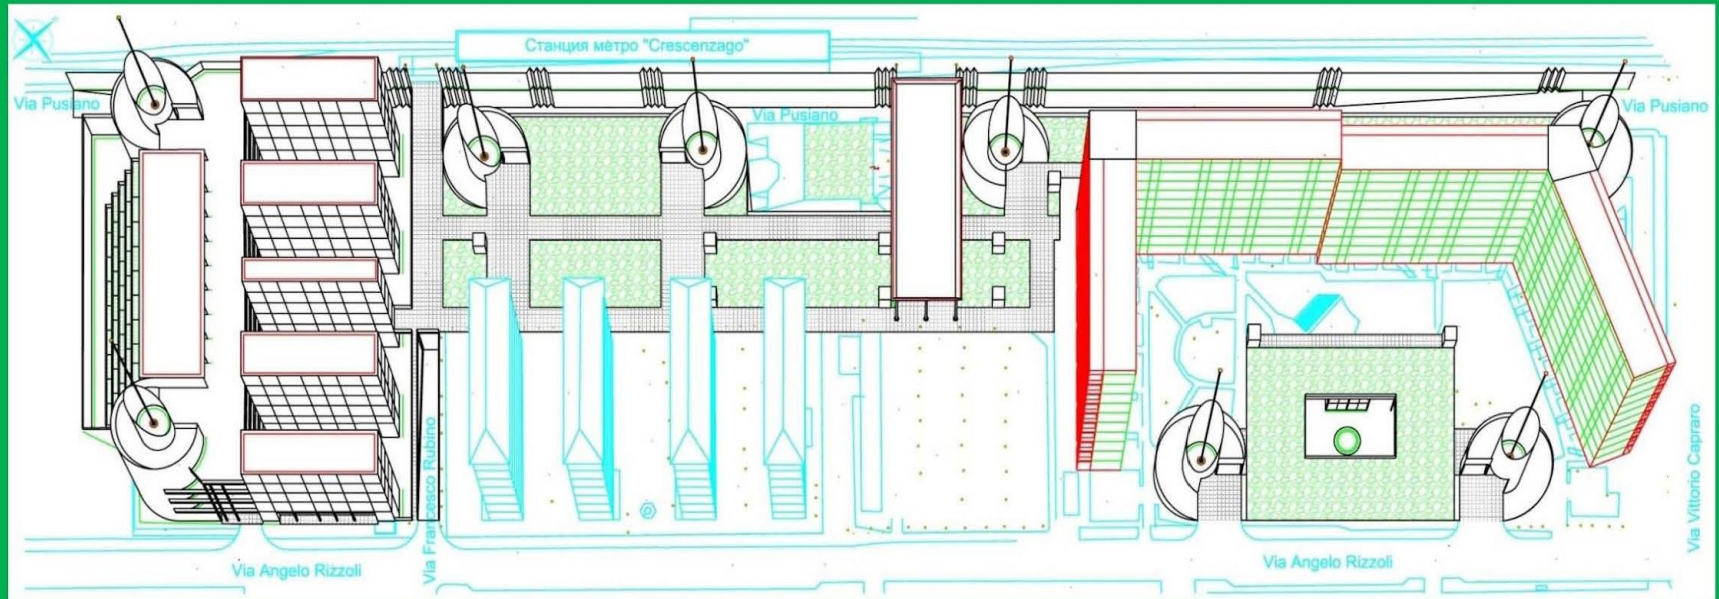 Станция метро "Crescenzago"
Via Pusiano
Via Pusiano
Via Pusiano
Via Francesco Rubino
Via Vittorio Capraro
Via Angelo Rizzoli
Via Angelo Rizzoli